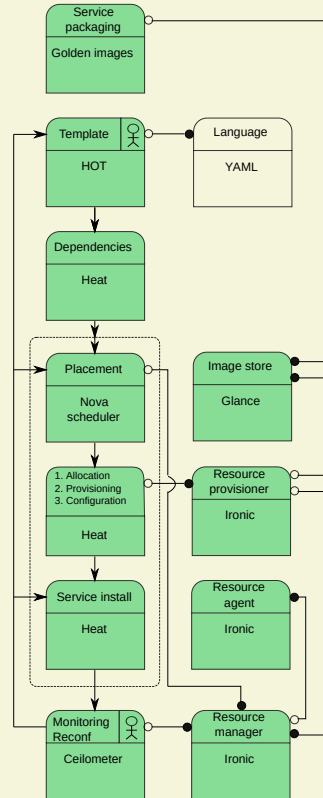 Service
packaging
Golden images
Template
HOT
Language
YAML
Dependencies
Heat
Placement
Nova
scheduler
Image store
Glance
1. Allocation
2. Provisioning
3. Configuration
Heat
Resource
provisioner
Ironic
Service install
Heat
Resource
agent
Ironic
Monitoring
Reconf
Ceilometer
Resource
manager
Ironic